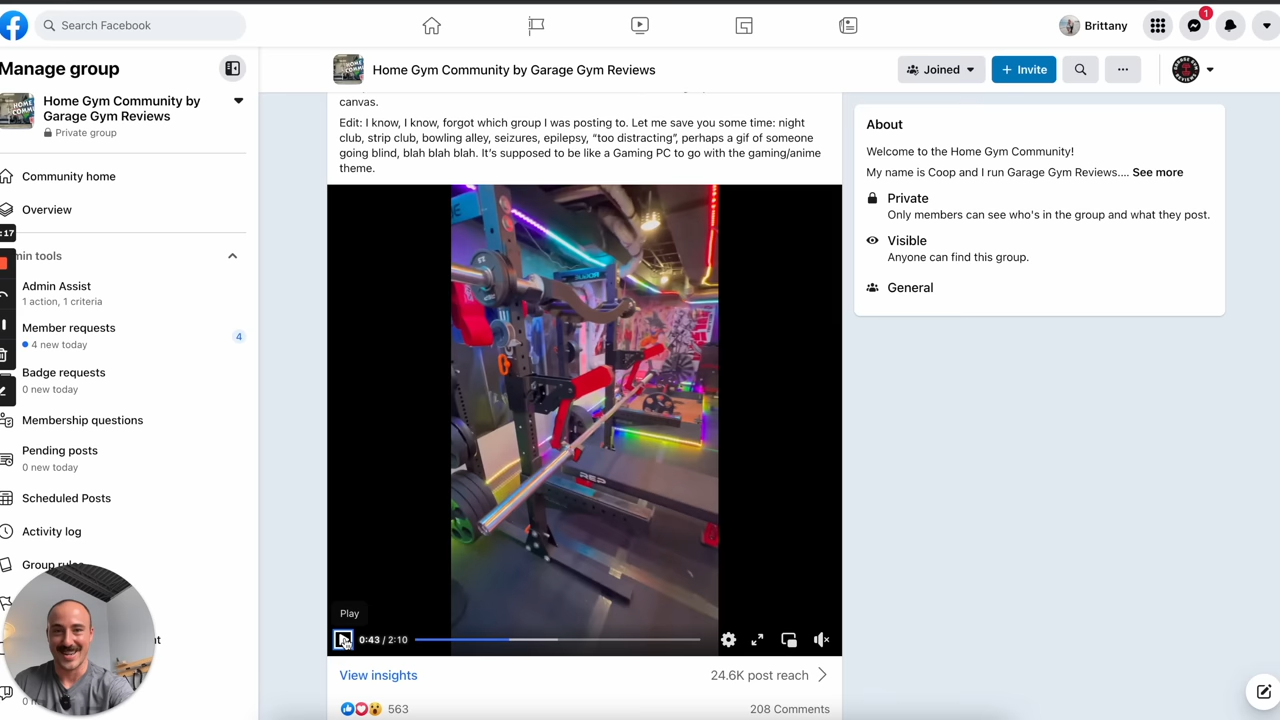 Search Facebook
Brittany
1
Manage group
Home Gym Community by Garage Gym Reviews
Joined
+ Invite
Home Gym Community by
Garage Gym Reviews
Private group
Community home
Overview
:17
min tools
Admin Assist
1 action, 1 criteria
Member requests
4 new today
4
Badge requests
0 new today
Membership questions
Pending posts
0 new today
Scheduled Posts
Activity log
Group rules
canvas.
Edit: I know, I know, forgot which group I was posting to. Let me save you some time: night
club, strip club, bowling alley, seizures, epilepsy, “too distracting”, perhaps a gif of someone
going blind, blah blah blah. It’s supposed to be like a Gaming PC to go with the gaming/anime
theme.
REP
Play
0:43 / 2:10
View insights
24.6K post reach
563
208 Comments
About
Welcome to the Home Gym Community!
My name is Coop and I run Garage Gym Reviews.... See more
Private
Only members can see who's in the group and what they post.
Visible
Anyone can find this group.
General